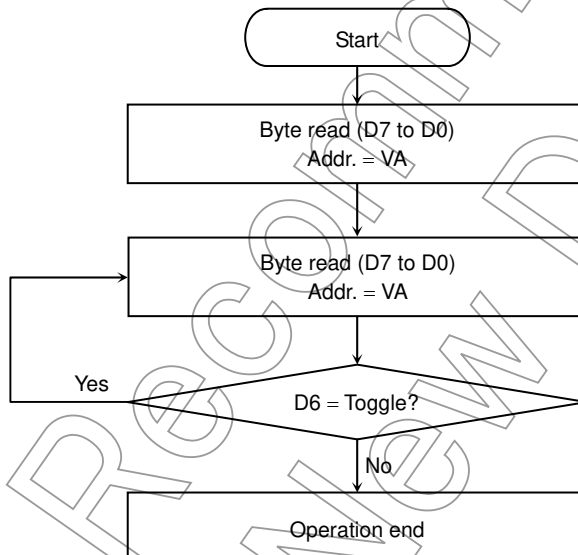 Start
Byte read (D7 to D0)
Addr. = VA
Byte read (D7 to D0)
Addr. = VA
Yes
D6 = Toggle?
No
Operation end